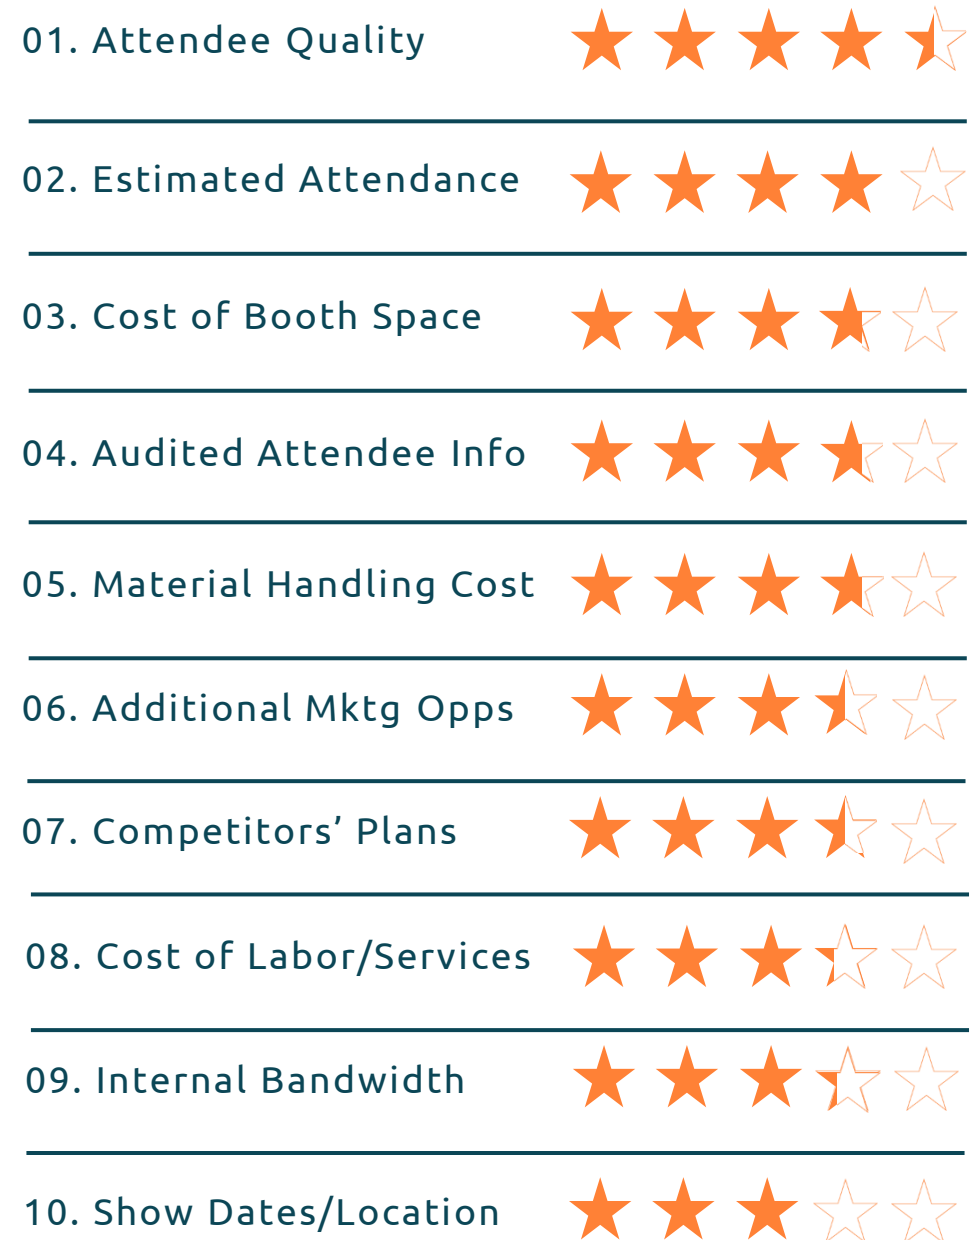 01. Attendee Quality
02. Estimated Attendance
03. Cost of Booth Space
04. Audited Attendee Info
05. Material Handling Cost
06. Additional Mktg Opps
07. Competitors’ Plans
08. Cost of Labor/Services
09. Internal Bandwidth
10. Show Dates/Location